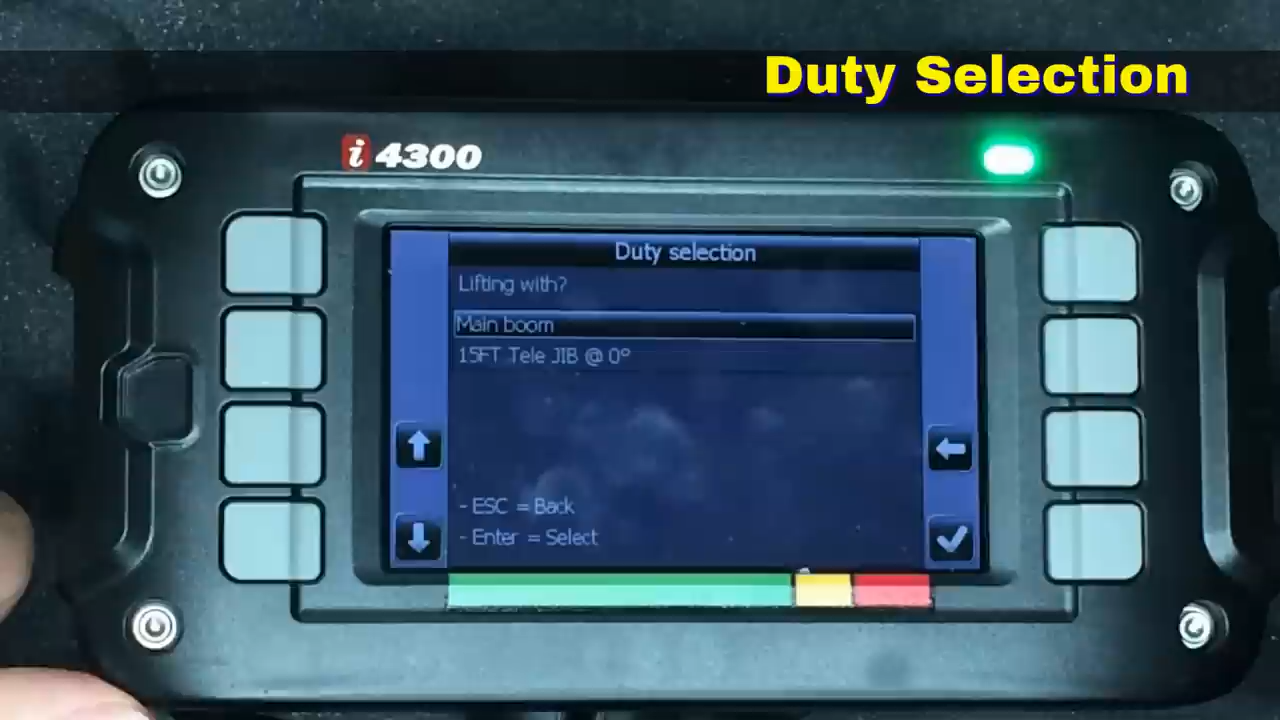 Duty Selection
i 4300
Duty selection
Lifting with?
Main boom
15FT Tele JIB @ 0°
- ESC = Back
- Enter = Select